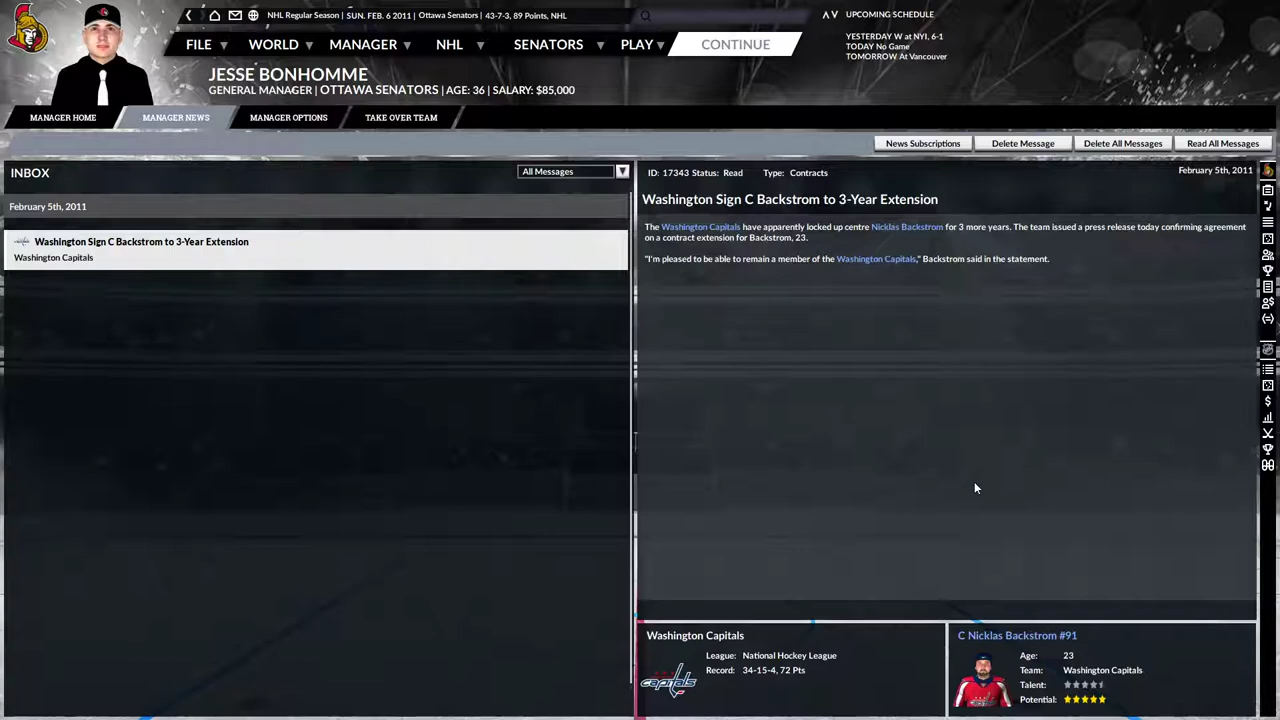 NHL Regular Season | SUN. FEB. 6 2011 | Ottawa Senators | 43-7-3, 89 Points, NHL
UPCOMING SCHEDULE
YESTERDAY W at NYI, 6-1
TODAY No Game
TOMORROW At Vancouver
FILE WORLD MANAGER NHL SENATORS PLAY CONTINUE
JESSE BONHOMME
GENERAL MANAGER | OTTAWA SENATORS | AGE: 36 | SALARY: $85,000
MANAGER HOME MANAGER NEWS MANAGER OPTIONS TAKE OVER TEAM
News Subscriptions Delete Message Delete All Messages Read All Messages
INBOX All Messages
February 5th, 2011
Washington Sign C Backstrom to 3-Year Extension
Washington Capitals
ID: 17343 Status: Read Type: Contracts February 5th, 2011
Washington Sign C Backstrom to 3-Year Extension
The Washington Capitals have apparently locked up centre Nicklas Backstrom for 3 more years. The team issued a press release today confirming agreement
on a contract extension for Backstrom, 23.
"I'm pleased to be able to remain a member of the Washington Capitals," Backstrom said in the statement.
Washington Capitals
League: National Hockey League
Record: 34-15-4, 72 Pts
capitals
C Nicklas Backstrom #91
Age: 23
Team: Washington Capitals
Talent:
Potential: